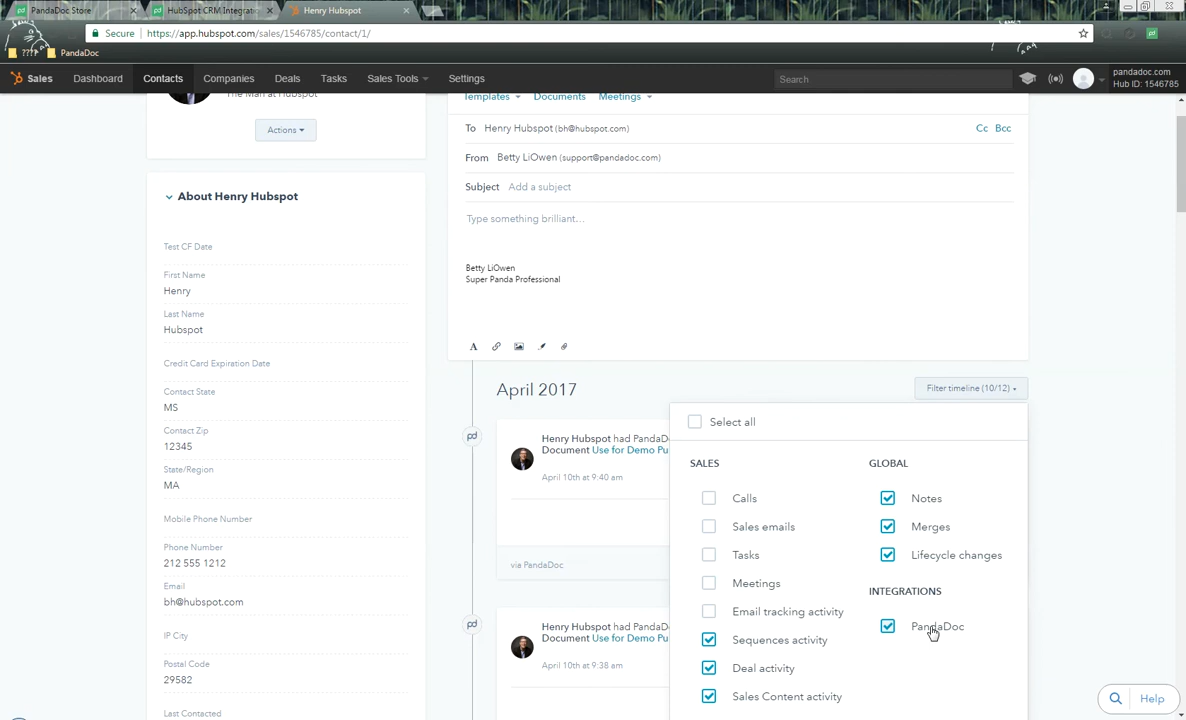 PandaDoc Store
HubSpot CRM Integratio
Henry Hubspot
Secure
https://app.hubspot.com/sales/1546785/contact/1/
????
PandaDoc
Sales
Dashboard
Contacts
Companies
Deals
Tasks
Sales Tools
Settings
Search
pandadoc.com
Hub ID: 1546785
The Man at Hubspot
Actions
About Henry Hubspot
Test CF Date
First Name
Henry
Last Name
Hubspot
Credit Card Expiration Date
Contact State
MS
Contact Zip
12345
State/Region
MA
Mobile Phone Number
Phone Number
212 555 1212
Email
bh@hubspot.com
IP City
Postal Code
29582
Last Contacted
Templates
Documents
Meetings
To Henry Hubspot (bh@hubspot.com)
Cc Bcc
From Betty LiOwen (support@pandadoc.com)
Subject Add a subject
Type something brilliant...
Betty LiOwen
Super Panda Professional
A
April 2017
Filter timeline (10/12)
pd
Henry Hubspot had PandaD
Document Use for Demo Pu
April 10th at 9:40 am
via PandaDoc
pd
Henry Hubspot had PandaD
Document Use for Demo Pu
April 10th at 9:38 am
Select all
SALES
Calls
Sales emails
Tasks
Meetings
Email tracking activity
Sequences activity
Deal activity
Sales Content activity
GLOBAL
Notes
Merges
Lifecycle changes
INTEGRATIONS
PandaDoc
Help